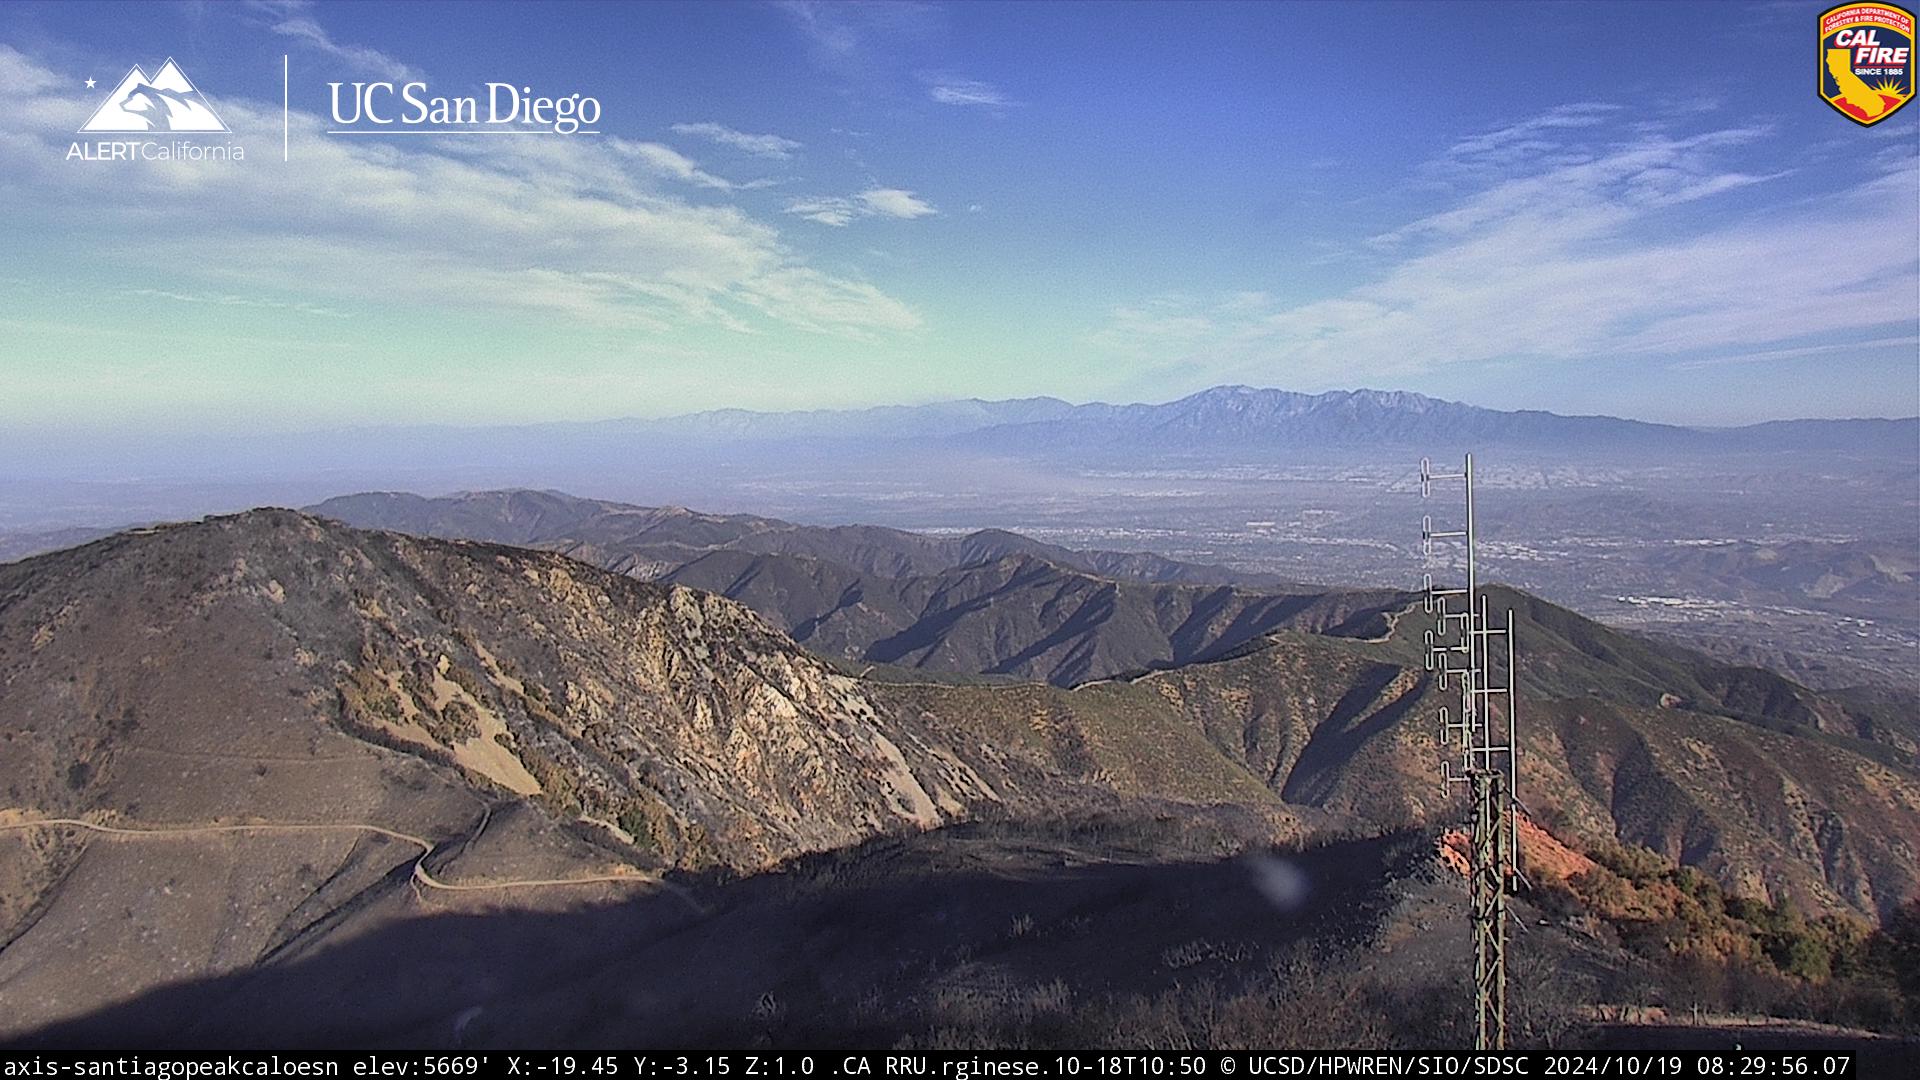 ALERTCalifornia
UC San Diego
CALIFORNIA DEPARTMENT OF
FORESTRY & FIRE PROTECTION
CAL
FIRE
SINCE 1885
axis-santiagopeakcaloesn elev:5669' X:-19.45 Y:-3.15 Z:1.0 .CA RRU.rginese.10-18T10:50 © UCSD/HPWREN/SIO/SDSC 2024/10/19 08:29:56.07